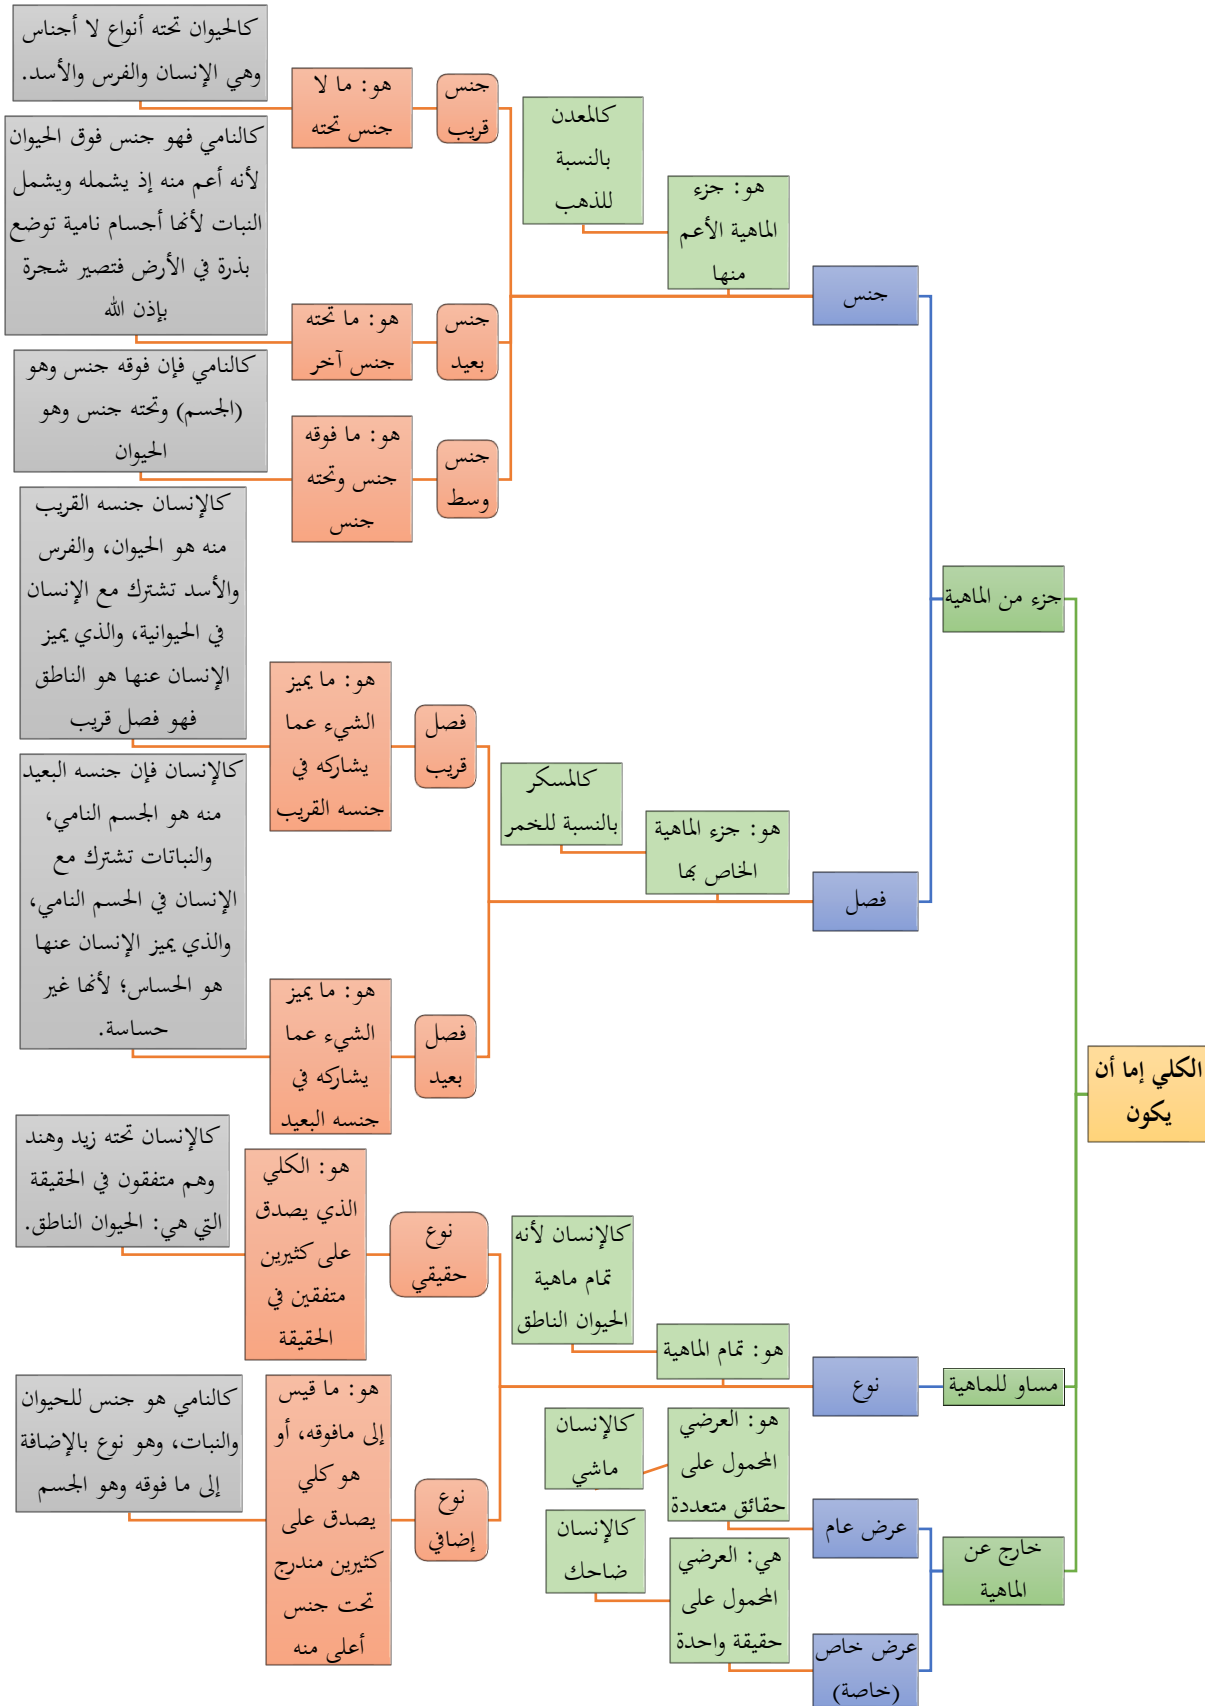 الكلي إما أن
يكون
جزء من الماهية
جنس
هو: جزء
الماهية الأعم
منها
كالمعدن
بالنسبة
للذهب
جنس
قريب
هو: ما لا
جنس تحته
كالحيوان تحته أنواع لا أجناس
وهي الإنسان والفرس والأسد.
جنس
بعيد
هو: ما تحته
جنس آخر
كالنامي فهو جنس فوق الحيوان
لأنه أعم منه إذ يشمله ويشمل
النبات لأنها أجسام نامية توضع
بذرة في الأرض فتصير شجرة
بإذن الله
جنس
وسط
هو: ما فوقه
جنس وتحته
جنس
كالنامي فإن فوقه جنس وهو
(الجسم) وتحته جنس وهو
الحيوان
فصل
هو: جزء الماهية
الخاص بها
كالمسكر
بالنسبة للخمر
فصل
قريب
هو: ما يميز
الشيء عما
يشاركه في
جنسه القريب
كالإنسان جنسه القريب
منه هو الحيوان، والفرس
والأسد تشترك مع الإنسان
في الحيوانية، والذي يميز
الإنسان عنها هو الناطق
فهو فصل قريب
فصل
بعيد
هو: ما يميز
الشيء عما
يشاركه في
جنسه البعيد
كالإنسان فإن جنسه البعيد
منه هو الجسم النامي،
والنباتات تشترك مع
الإنسان في الجسم النامي،
والذي يميز الإنسان عنها
هو الحساس؛ لأنها غير
حساسة.
مساو للماهية
نوع
هو: تمام الماهية
كالإنسان لأنه
تمام ماهية
الحيوان الناطق
نوع
حقيقي
هو: الكلي
الذي يصدق
على كثيرين
متفقين في
الحقيقة
كالإنسان تحته زيد وهند
وهم متفقون في الحقيقة
التي هي: الحيوان الناطق.
نوع
إضافي
هو: ما قيس
إلى مافوقه، أو
هو كلي
يصدق على
كثيرين مندرج
تحت جنس
أعلى منه
كالنامي هو جنس للحيوان
والنبات، وهو نوع بالإضافة
إلى ما فوقه وهو الجسم
خارج عن
الماهية
عرض عام
هو: العرضي
المحمول على
حقائق متعددة
كالإنسان
ماشي
عرض خاص
(خاصة)
هي: العرضي
المحمول على
حقيقة واحدة
كالإنسان
ضاحك